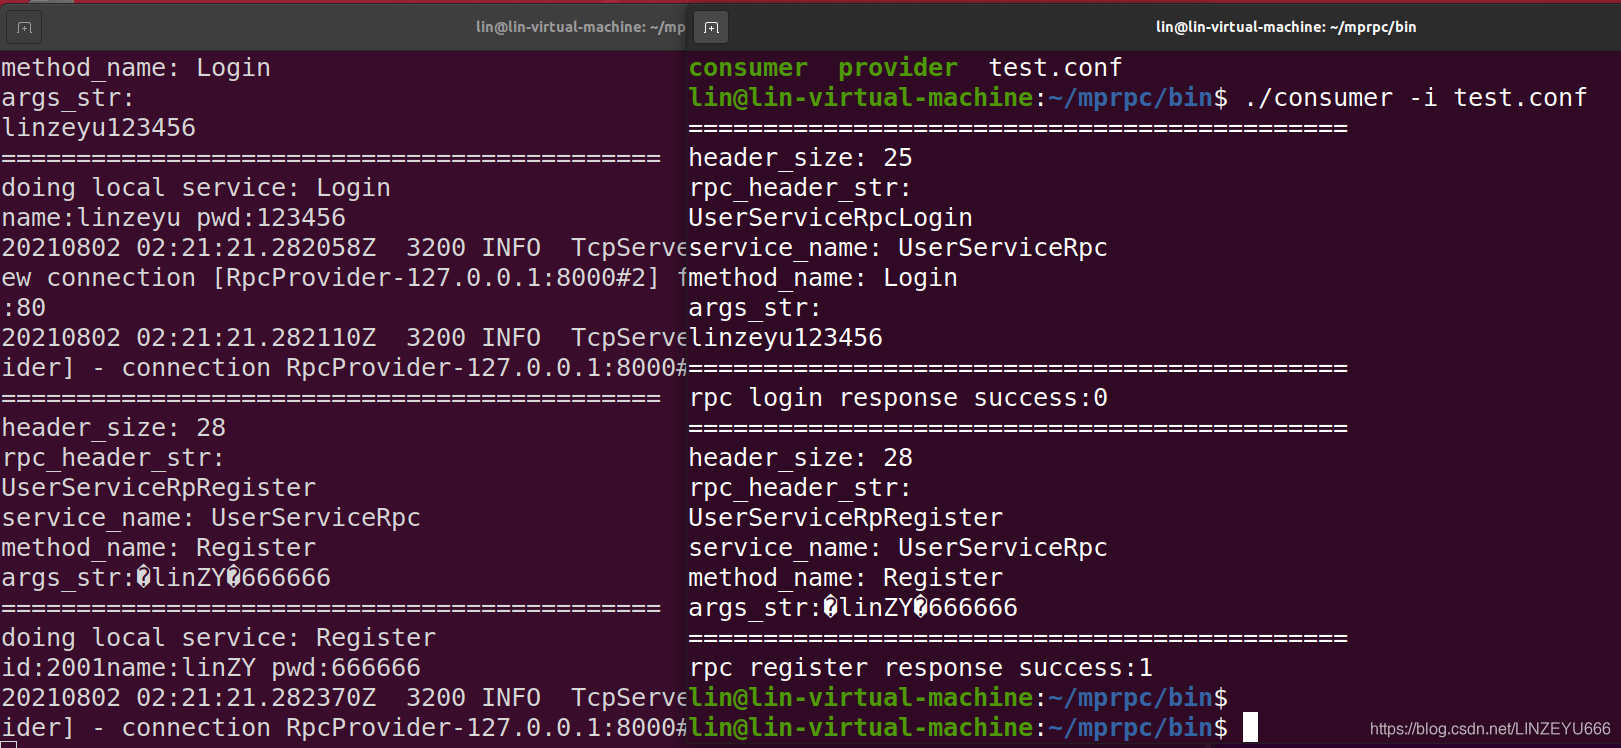 lin@lin-virtual-machine: ~/mp
method_name: Login
args_str:
linzeyu123456
============================================
doing local service: Login
name:linzeyu pwd:123456
20210802 02:21:21.282058Z  3200 INFO  TcpServe
ew connection [RpcProvider-127.0.0.1:8000#2] f
:80
20210802 02:21:21.282110Z  3200 INFO  TcpServe
ider] - connection RpcProvider-127.0.0.1:8000#
============================================
header_size: 28
rpc_header_str:
UserServiceRpRegister
service_name: UserServiceRpc
method_name: Register
args_str:�linZY�666666
============================================
doing local service: Register
id:2001name:linZY pwd:666666
20210802 02:21:21.282370Z  3200 INFO  TcpServe
ider] - connection RpcProvider-127.0.0.1:8000#
lin@lin-virtual-machine: ~/mprpc/bin
consumer  provider  test.conf
lin@lin-virtual-machine:~/mprpc/bin$ ./consumer -i test.conf
============================================
header_size: 25
rpc_header_str:
UserServiceRpcLogin
service_name: UserServiceRpc
method_name: Login
args_str:
linzeyu123456
============================================
rpc login response success:0
============================================
header_size: 28
rpc_header_str:
UserServiceRpRegister
service_name: UserServiceRpc
method_name: Register
args_str:�linZY�666666
============================================
rpc register response success:1
lin@lin-virtual-machine:~/mprpc/bin$
lin@lin-virtual-machine:~/mprpc/bin$
https://blog.csdn.net/LINZEYU666